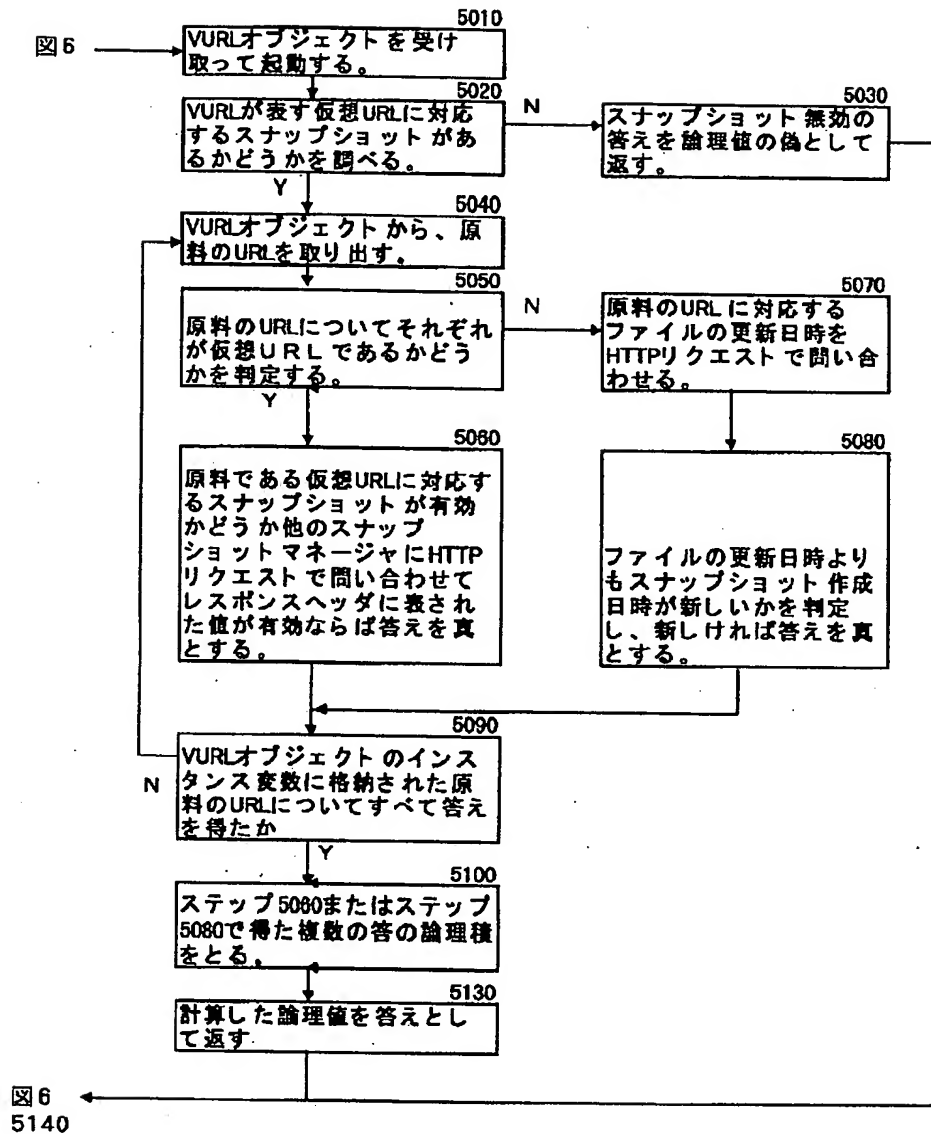 図6
5010
VURLオブジェクトを受け
取って起動する。
5020
VURLが表す仮想URLに対応
するスナップショットがあ
るかどうかを調べる。
N
5030
スナップショット無効の
答えを論理値の偽として
返す。
Y
5040
VURLオブジェクトから、原
料のURLを取り出す。
5050
原料のURLについてそれぞれ
が仮想URLであるかどう
かを判定する。
N
5070
原料のURLに対応する
ファイルの更新日時を
HTTPリクエストで問い合
わせる。
Y
5060
原料である仮想URLに対応す
るスナップショットが有効
かどうか他のスナップ
ショットマネージャにHTTP
リクエストで問い合わせて
レスポンスヘッダに表され
た値が有効ならば答えを真
とする。
5080
ファイルの更新日時より
もスナップショット作成
日時が新しいかを判定
し、新しければ答えを真
とする。
5090
VURLオブジェクトのインス
タンス変数に格納された原
料のURLについてすべて答え
を得たか
N
Y
5100
ステップ5060またはステップ
5080で得た複数の答の論理積
をとる。
5130
計算した論理値を答えとし
て返す
図6
5140